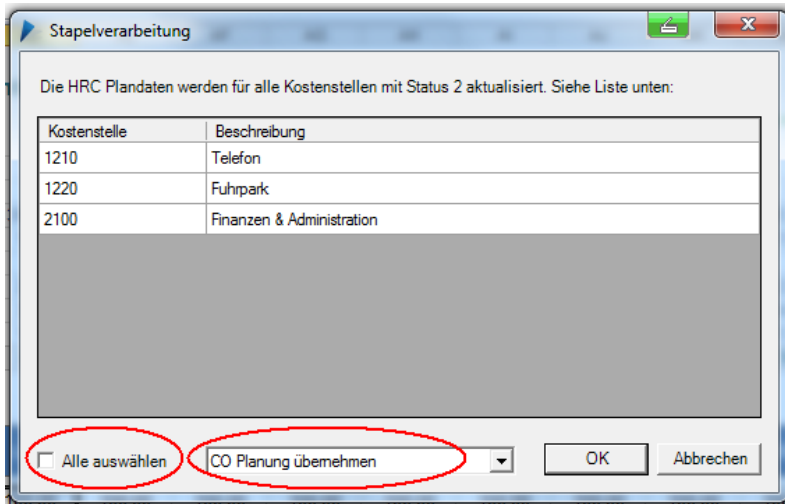 Stapelverarbeitung
Die HRC Plandaten werden für alle Kostenstellen mit Status 2 aktualisiert. Siehe Liste unten:
Kostenstelle Beschreibung
1210 Telefon
1220 Fuhrpark
2100 Finanzen & Administration
Alle auswählen CO Planung übernehmen OK Abbrechen